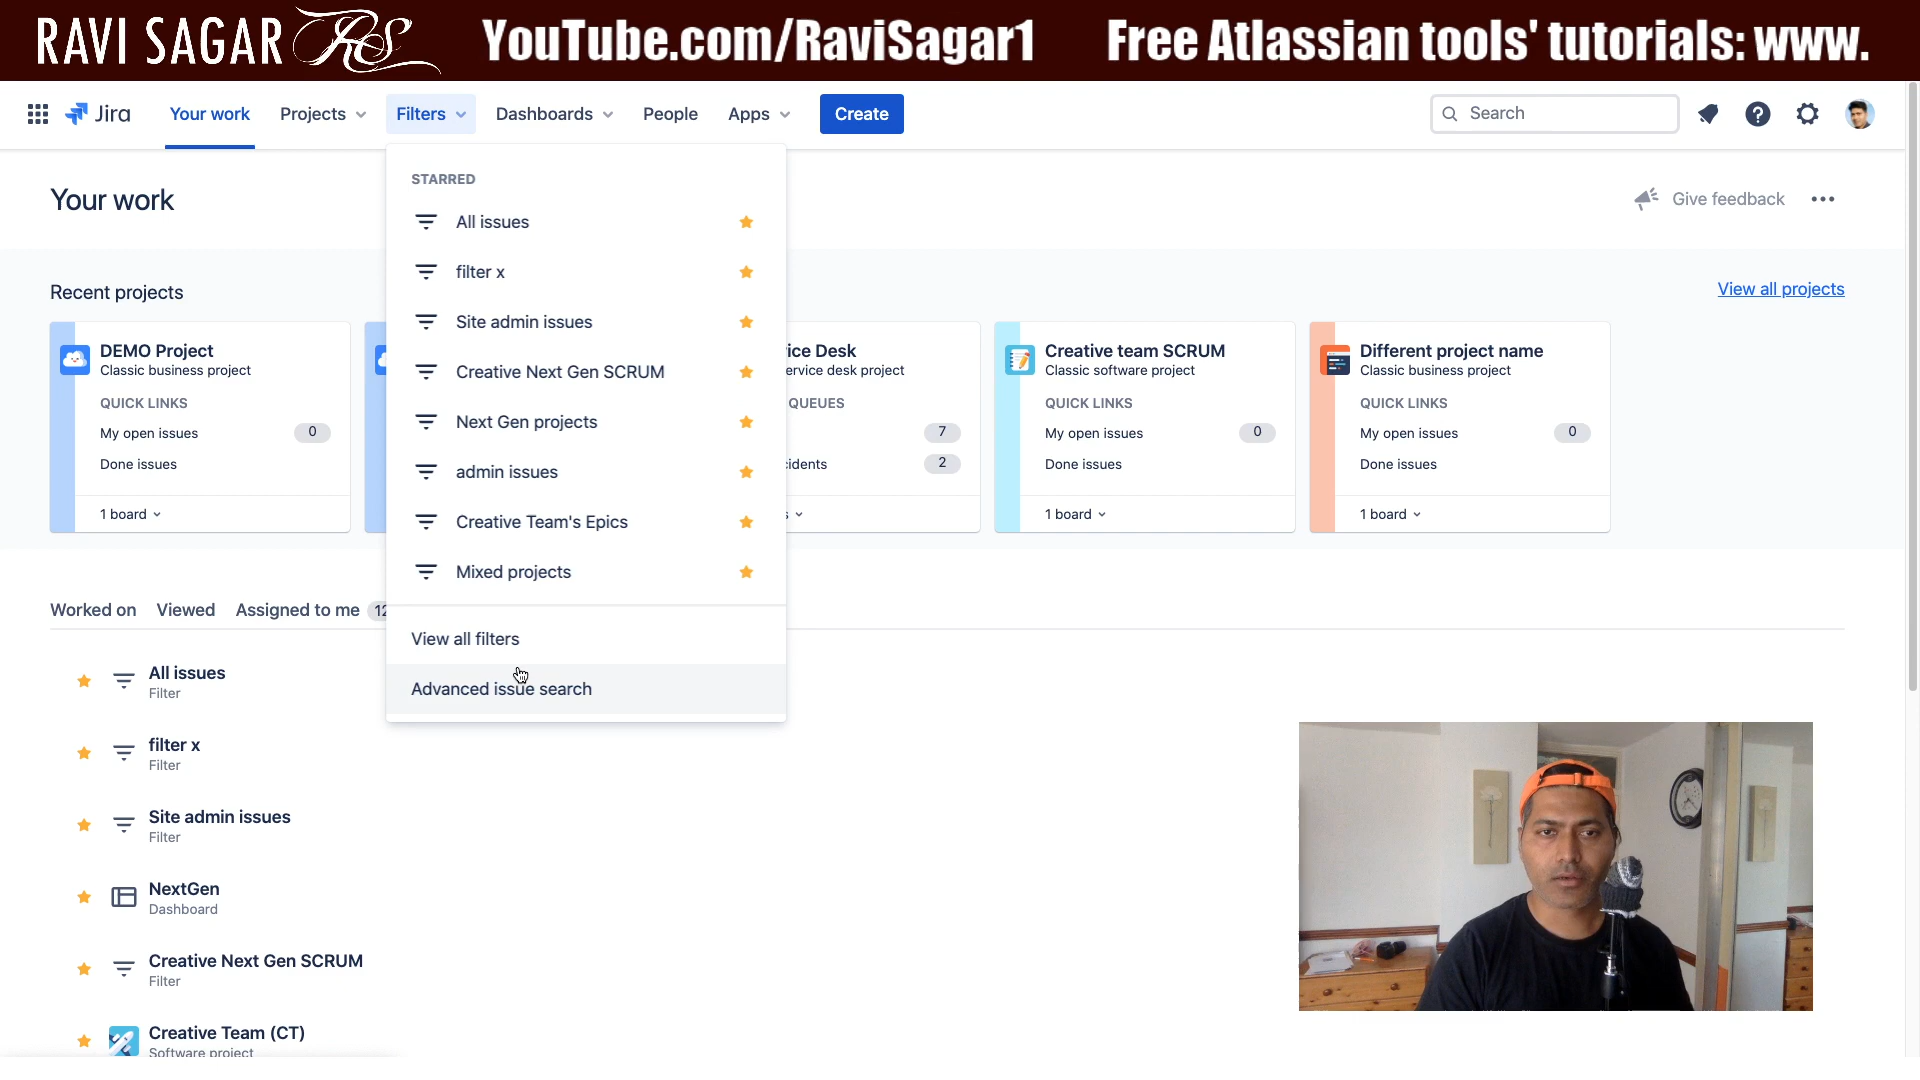 RAVI SAGAR RS YouTube.com/RaviSagar1 Free Atlassian tools' tutorials: www.
Jira Your work Projects Filters Dashboards People Apps Create Search
Your work
Give feedback
STARRED
All issues
filter x
Site admin issues
Creative Next Gen SCRUM
Next Gen projects
admin issues
Creative Team's Epics
Mixed projects
View all filters
Advanced issue search
Recent projects
View all projects
DEMO Project
Classic business project
QUICK LINKS
My open issues 0
Done issues
1 board
ice Desk
ervice desk project
QUEUES
7
idents 2
s
Creative team SCRUM
Classic software project
QUICK LINKS
My open issues 0
Done issues
1 board
Different project name
Classic business project
QUICK LINKS
My open issues 0
Done issues
1 board
Worked on Viewed Assigned to me 12
All issues
Filter
filter x
Filter
Site admin issues
Filter
NextGen
Dashboard
Creative Next Gen SCRUM
Filter
Creative Team (CT)
Software project